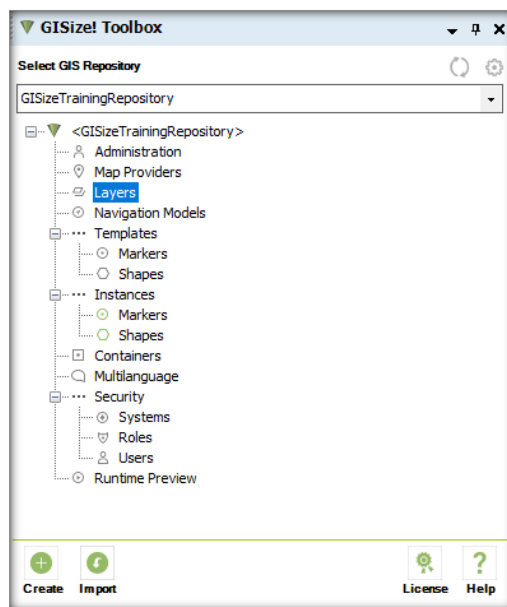 GISize! Toolbox
Select GIS Repository
GISizeTrainingRepository
<GISizeTrainingRepository>
Administration
Map Providers
Layers
Navigation Models
Templates
Markers
Shapes
Instances
Markers
Shapes
Containers
Multilanguage
Security
Systems
Roles
Users
Runtime Preview
Create Import License Help